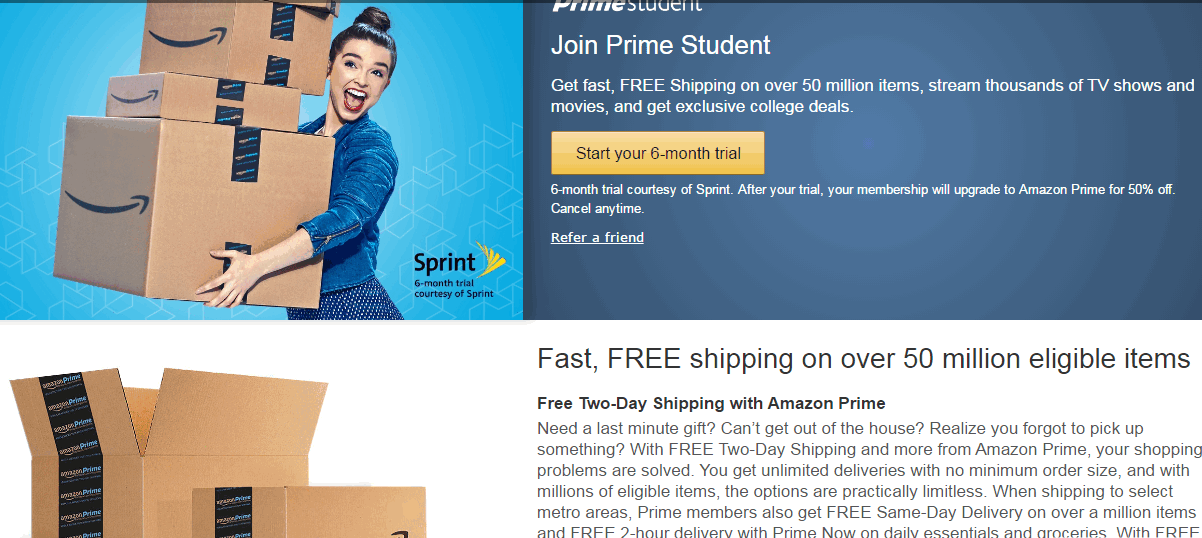 PrimeStudent
Join Prime Student
Get fast, FREE Shipping on over 50 million items, stream thousands of TV shows and
movies, and get exclusive college deals.
Start your 6-month trial
6-month trial courtesy of Sprint. After your trial, your membership will upgrade to Amazon Prime for 50% off.
Cancel anytime.
Refer a friend
Sprint
6-month trial
courtesy of Sprint
Fast, FREE shipping on over 50 million eligible items
Free Two-Day Shipping with Amazon Prime
Need a last minute gift? Can’t get out of the house? Realize you forgot to pick up
something? With FREE Two-Day Shipping and more from Amazon Prime, your shopping
problems are solved. You get unlimited deliveries with no minimum order size, and with
millions of eligible items, the options are practically limitless. When shipping to select
metro areas, Prime members also get FREE Same-Day Delivery on over a million items
and FREE 2-hour delivery with Prime Now on daily essentials and groceries. With FREE
amazonPrime
amazonPrime
amazonPrime
amazonPrime
amazonPrime
amazonPrime
amazonPrime
amazonPrime